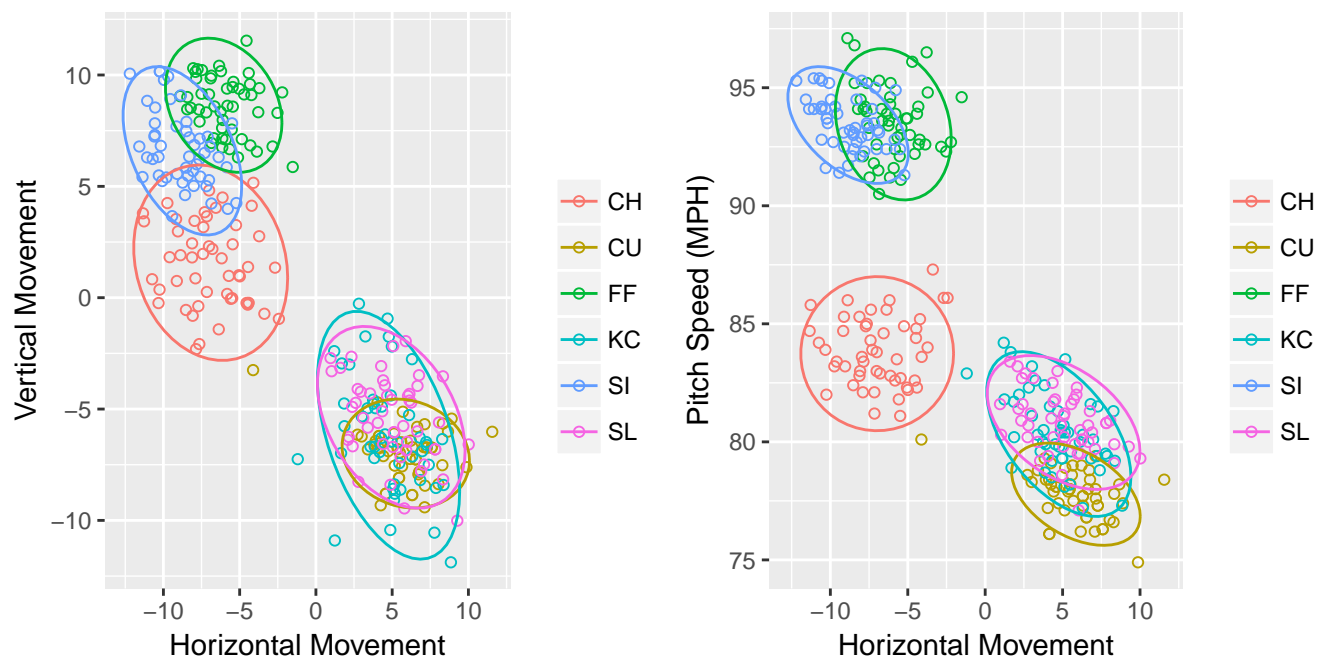 10
5
0
−5
−10
−10
−5
0
5
10
Vertical Movement
Horizontal Movement
CH
CU
FF
KC
SI
SL
95
90
85
80
75
−10
−5
0
5
10
Pitch Speed (MPH)
Horizontal Movement
CH
CU
FF
KC
SI
SL